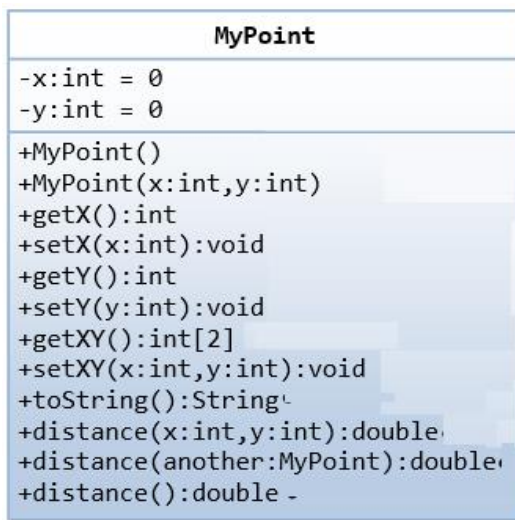 MyPoint
-x:int = 0
-y:int = 0
+MyPoint()
+MyPoint(x:int,y:int)
+getX():int
+setX(x:int):void
+getY():int
+setY(y:int):void
+getXY():int[2]
+setXY(x:int,y:int):void
+toString():String
+distance(x:int,y:int):double
+distance(another:MyPoint):double
+distance():double